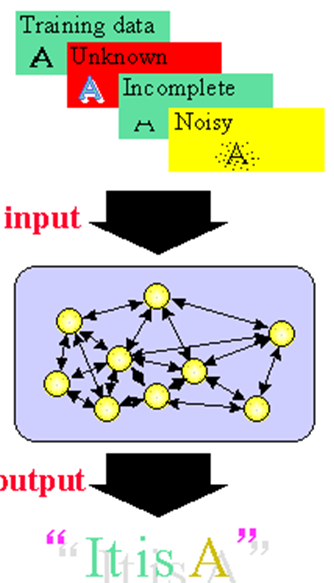 Training data
A
Unknown
A
Incomplete
A
Noisy
A
input
output
“It is A”